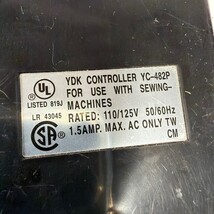 UL
YDK CONTROLLER YC-482P
LISTED 819J
FOR USE WITH SEWING-
MACHINES
LR 43045
RATED: 110/125V 50/60Hz
SA
1.5AMP. MAX. AC ONLY TW
CM